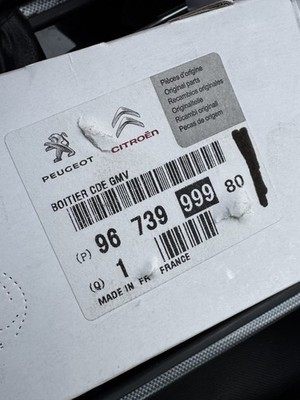 PEUGEOT
CITROËN
Pièces d'origine
Original parts
Recambios originales
Originalteile
Ricambi originali
Pecas de origem
BOITIER CDE GMV
(P) 96 739 999 80
(Q) 1
MADE IN FR FRANCE